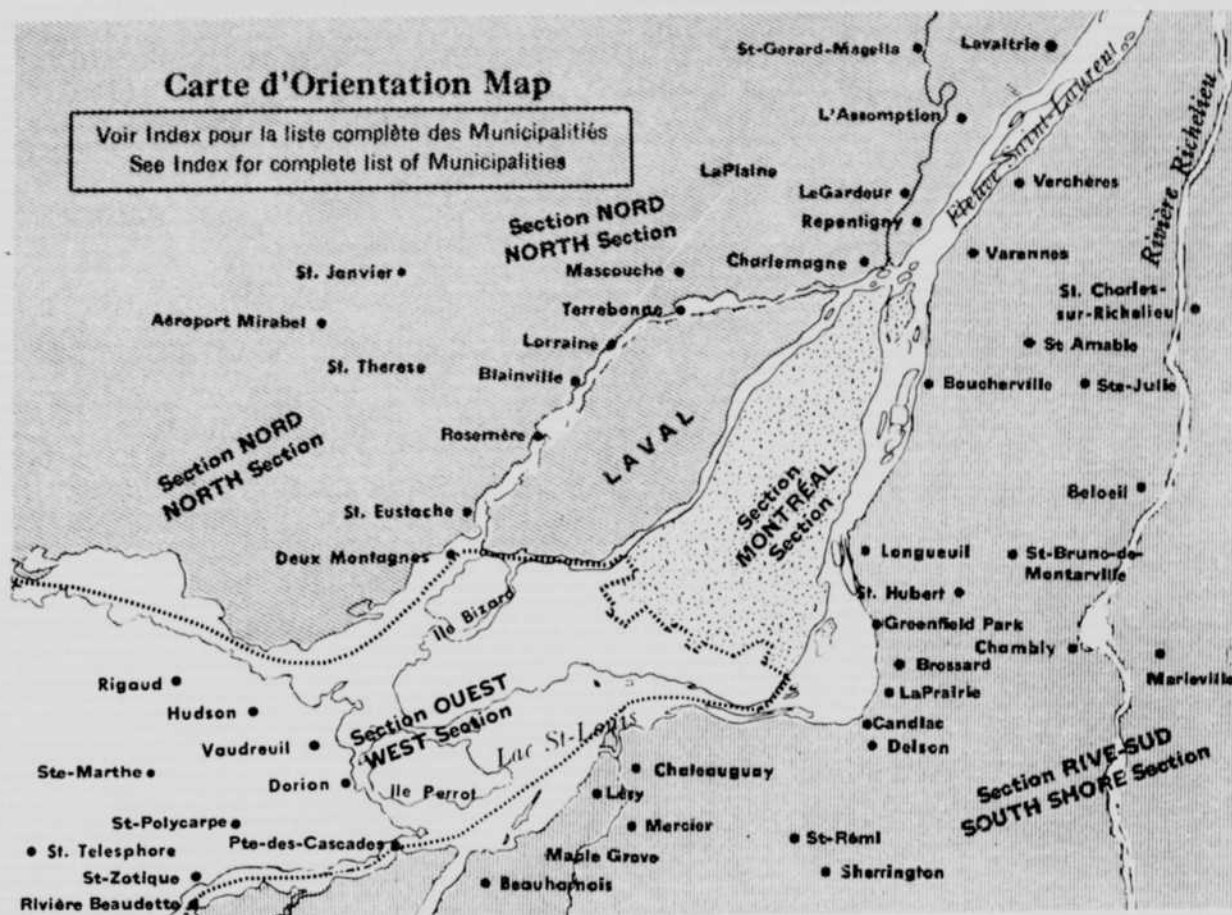 Carte d'Orientation Map
Voir Index pour la liste complète des Municipalitiés
See Index for complete list of Municipalities
St-Gerard-Magella
Lavaltrie
L'Assomption
Fleuve Saint-Laurent
Rivière Richelieu
LaPlaine
LeGardeur
Verchères
Repentigny
Section NORD
NORTH Section
Varennes
St. Janvier
Mascouche
Charlemagne
St. Charles-
sur-Richelieu
Aéroport Mirabel
Terrebonne
Lorraine
St Amable
St. Therese
Blainville
Boucherville
Ste-Julie
Rosemère
LAVAL
Section NORD
NORTH Section
Section
MONTRÉAL
Section
Beloeil
St. Eustache
Deux Montagnes
Longueuil
St-Bruno-de-
Montarville
St. Hubert
Ile Bizard
Greenfield Park
Chambly
Marieville
Brossard
Rigaud
LaPrairie
Hudson
Section OUEST
WEST Section
Lac St-Louis
Candiac
Vaudreuil
Delson
Section RIVE-SUD
SOUTH SHORE Section
Ste-Marthe
Dorion
Ile Perrot
Chateauguay
Léry
St-Polycarpe
Mercier
Pte-des-Cascades
St-Rémi
St. Telesphore
Maple Grove
St-Zotique
Beauharnois
Sherrington
Rivière Beaudette